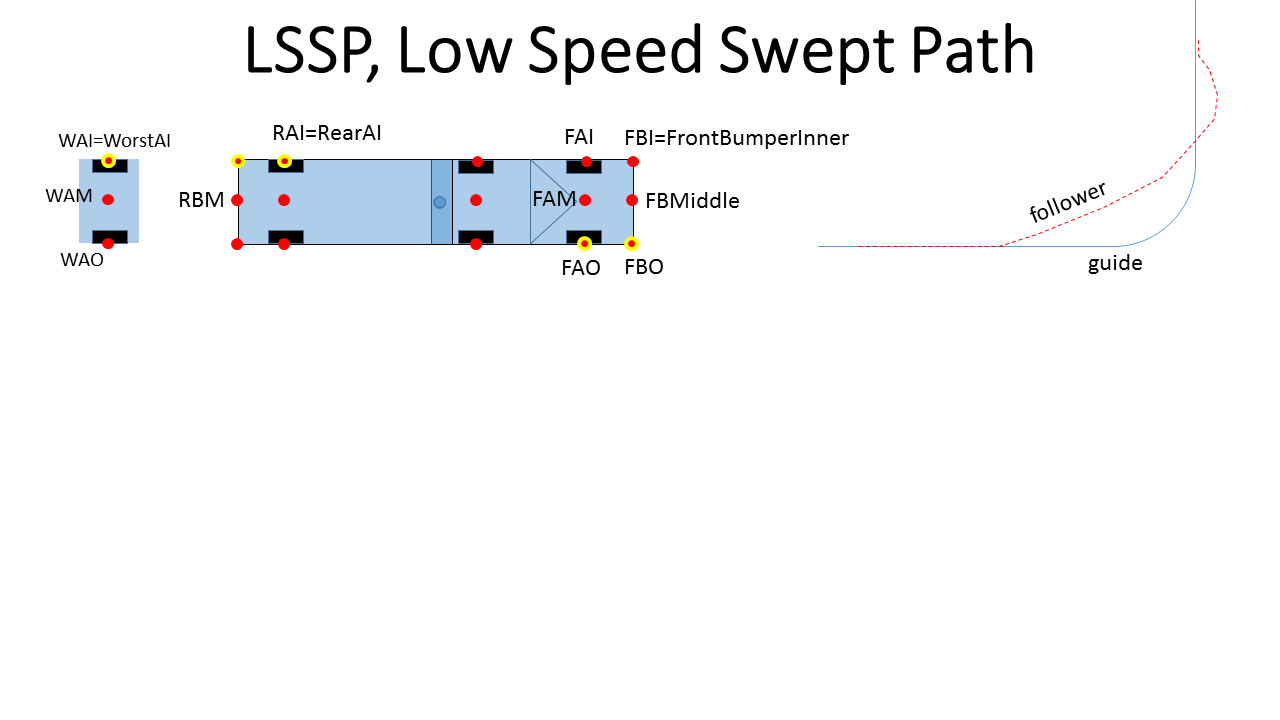 LSSP, Low Speed Swept Path
WAI=WorstAI
RAI=RearAI
FAI
FBI=FrontBumperInner
WAM
RBM
FAM
FBMiddle
WAO
FAO
FBO
follower
guide